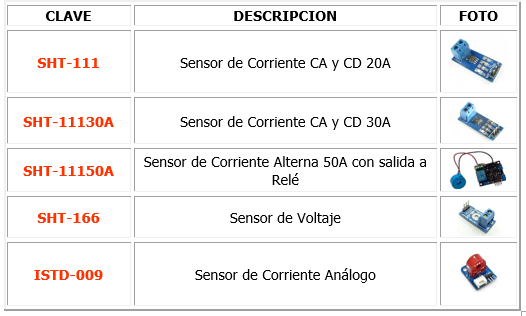 CLAVE DESCRIPCION FOTO
SHT-111 Sensor de Corriente CA y CD 20A
SHT-11130A Sensor de Corriente CA y CD 30A
SHT-11150A Sensor de Corriente Alterna 50A con salida a
Relé
SHT-166 Sensor de Voltaje
ISTD-009 Sensor de Corriente Análogo